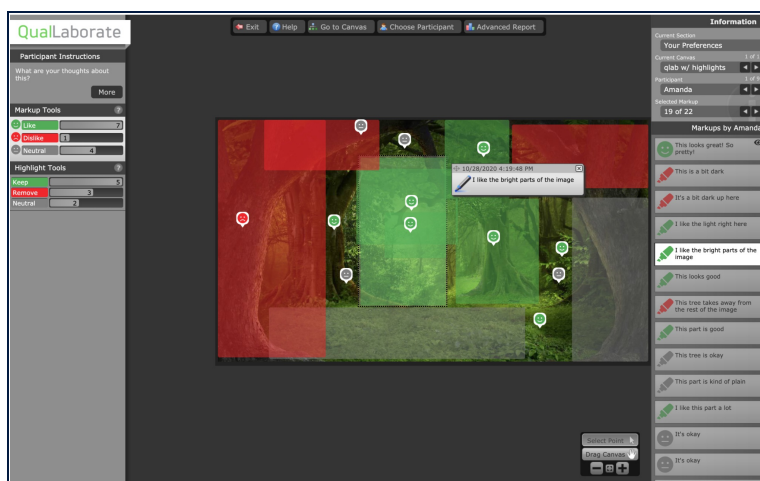 QualLaborate
Exit
Help
Go to Canvas
Choose Participant
Advanced Report
Participant Instructions
What are your thoughts about
this?
More
Markup Tools ?
Like 7
Dislike 1
Neutral 4
Highlight Tools ?
Keep 5
Remove 3
Neutral 2
10/28/2020 4:19:48 PM
I like the bright parts of the image
Select Point
Drag Canvas
Information
Current Section
Your Preferences
Current Canvas 1 of 1
qlab w/ highlights
Participant 1 of
Amanda
Selected Markup
19 of 22
Markups by Amanda
This looks great! So
pretty!
This is a bit dark
It's a bit dark up here
I like the light right here
I like the bright parts of the
image
This looks good
This tree takes away from
the rest of the image
This part is good
This tree is okay
This part is kind of plain
I like this part a lot
It's okay
It's okay